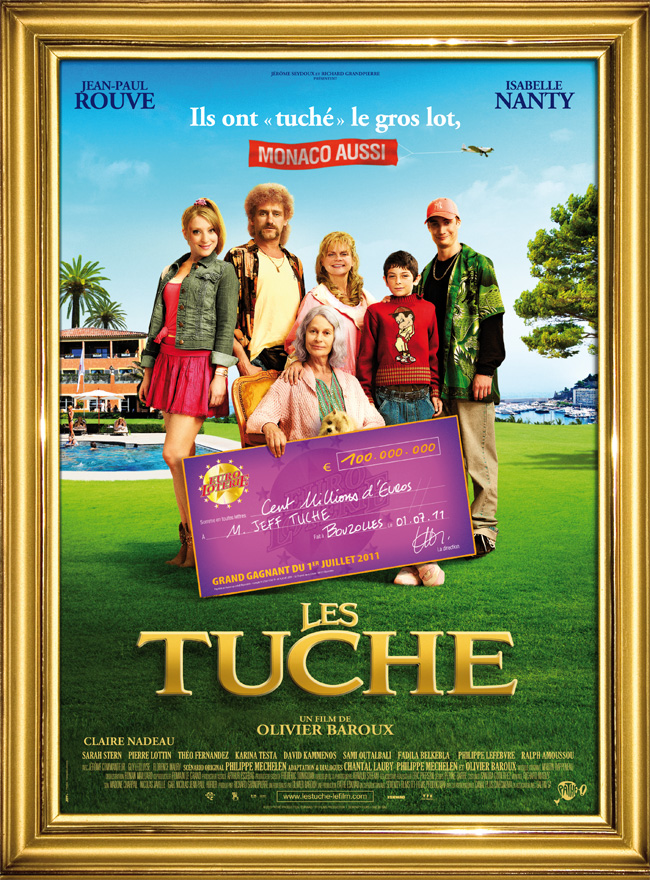 JÉRÔME SEYDOUX ET RICHARD GRANDPIERRE
PRÉSENTENT
JEAN-PAUL
ROUVE
ISABELLE
NANTY
Ils ont « tuché » le gros lot,
MONACO AUSSI
€ 100.000.000
EURO
LOTERIE
Somme en toutes lettres Cent Millions d'Euros
À M. JEFF TUCHE
Fait à BOUZOLLES le 01.07.11
La direction
GRAND GAGNANT DU 1ER JUILLET 2011
LES
TUCHE
UN FILM DE
OLIVIER BAROUX
CLAIRE NADEAU
SARAH STERN PIERRE LOTTIN THÉO FERNANDEZ KARINA TESTA DAVID KAMMENOS SAMI OUTALBALI FADILA BELKEBLA PHILIPPE LEFEBVRE RALPH AMOUSSOU
SCÉNARIO ORIGINAL PHILIPPE MECHELEN ADAPTATION & DIALOGUES CHANTAL LAUBY PHILIPPE MECHELEN ET OLIVIER BAROUX
www.lestuche-lefilm.com
PATHÉ